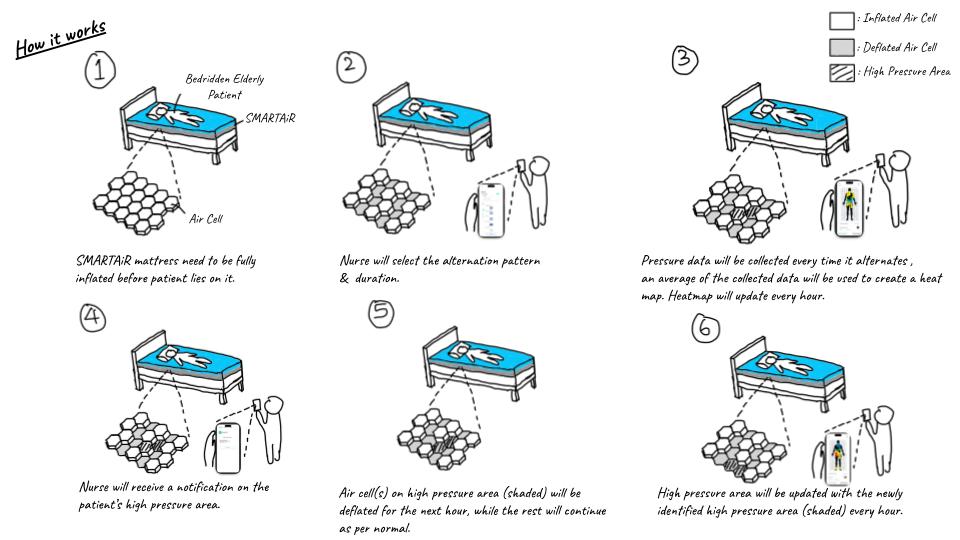 How it works
: Inflated Air Cell
: Deflated Air Cell
: High Pressure Area
1
Bedridden Elderly
Patient
SMARTAiR
Air Cell
SMARTAiR mattress need to be fully
inflated before patient lies on it.
2
Nurse will select the alternation pattern
& duration.
3
Pressure data will be collected every time it alternates,
an average of the collected data will be used to create a heat
map. Heatmap will update every hour.
4
Nurse will receive a notification on the
patient's high pressure area.
5
Air cell(s) on high pressure area (shaded) will be
deflated for the next hour, while the rest will continue
as per normal.
6
High pressure area will be updated with the newly
identified high pressure area (shaded) every hour.